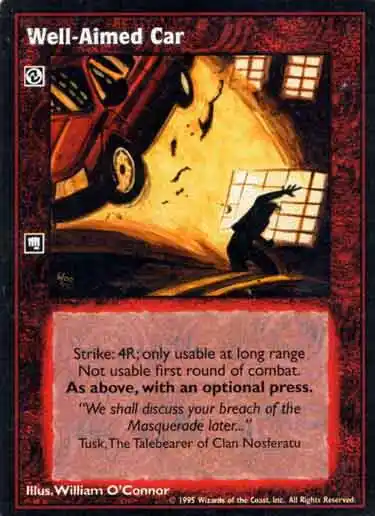 Well-Aimed Car
Strike: 4R; only usable at long range
Not usable first round of combat.
As above, with an optional press.
"We shall discuss your breach of the
Masquerade later..."
Tusk, The Talebearer of Clan Nosferatu
Illus. William O'Connor
© 1995 Wizards of the Coast, Inc. All Rights Reserved.